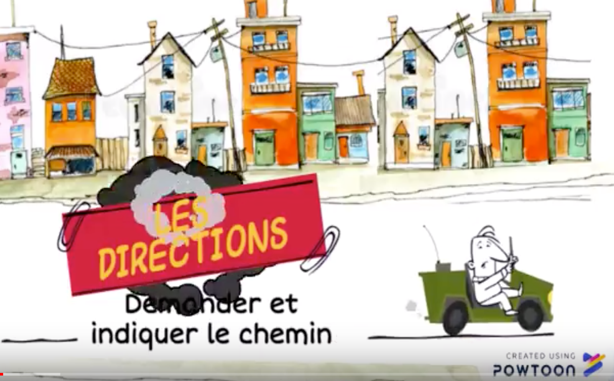 LES
DIRECTIONS
Demander et
indiquer le chemin
CREATED USING
POWTOON